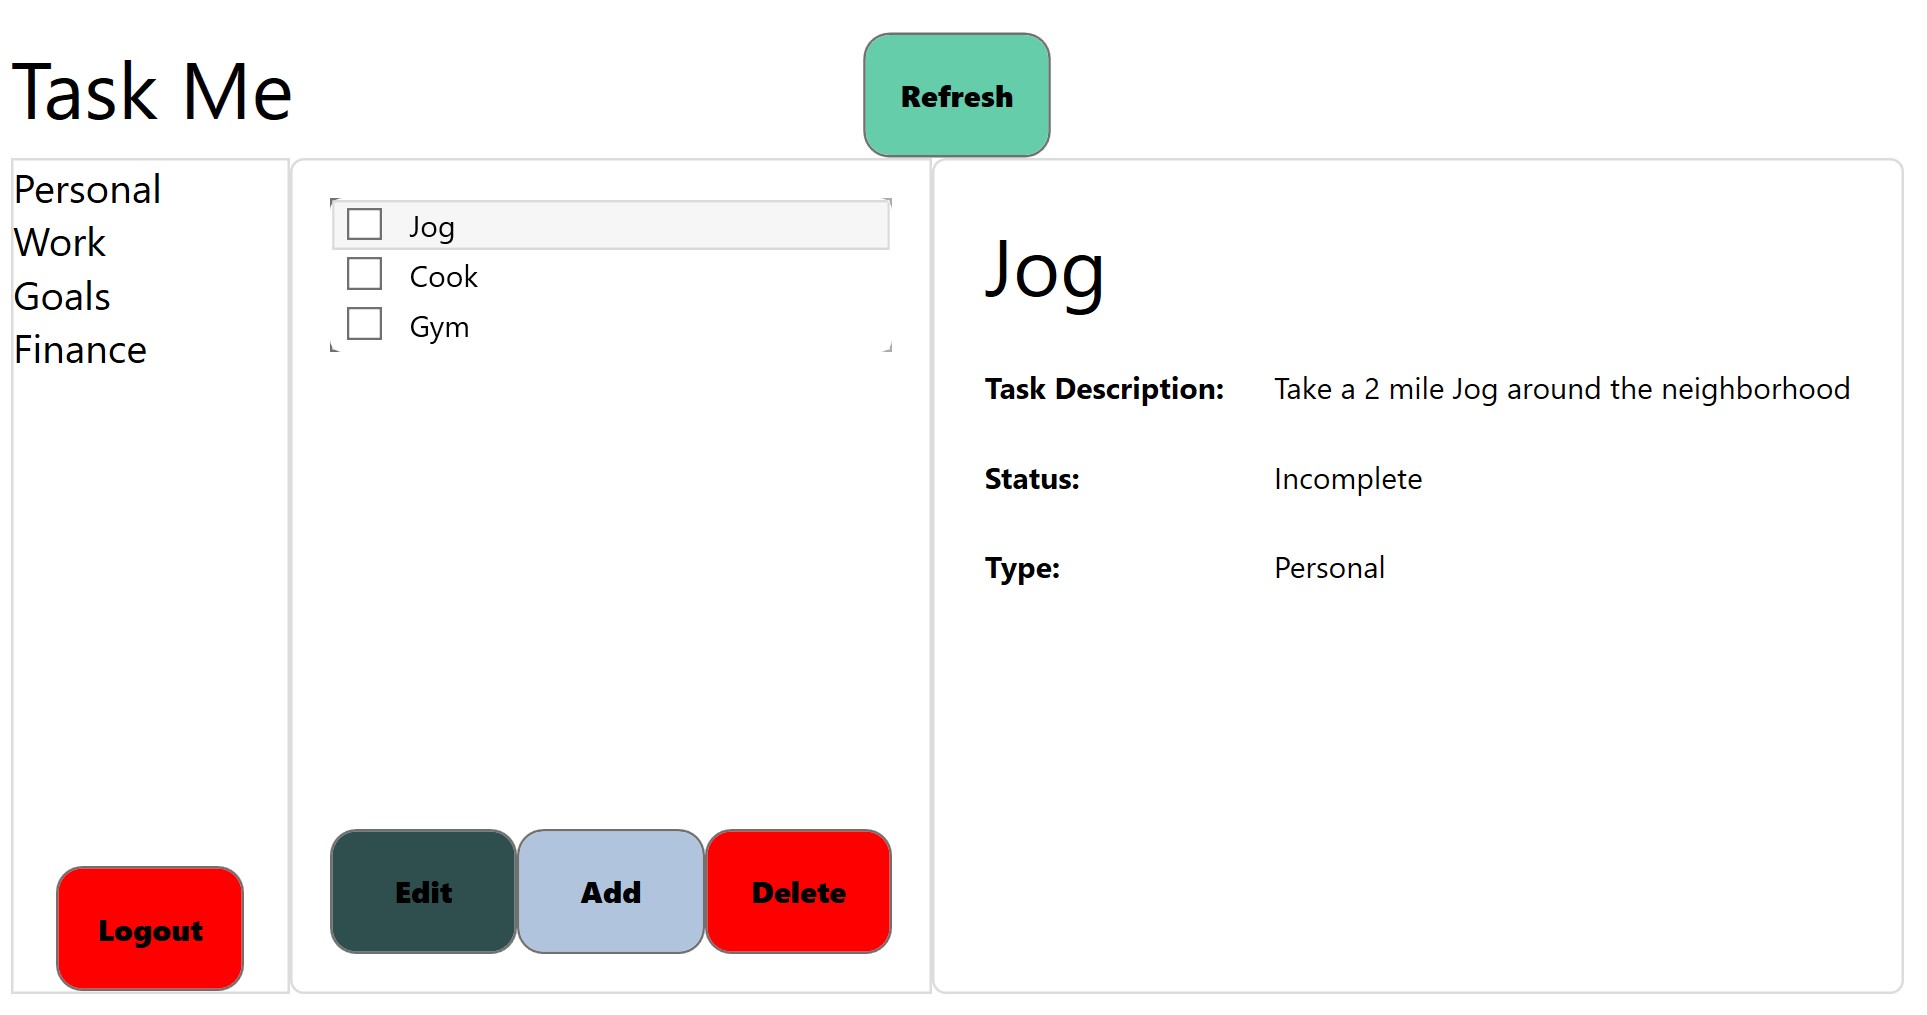 Task Me
Refresh
Personal
Work
Goals
Finance
Logout
Jog
Cook
Gym
Edit Add Delete
Jog
Task Description: Take a 2 mile Jog around the neighborhood
Status: Incomplete
Type: Personal